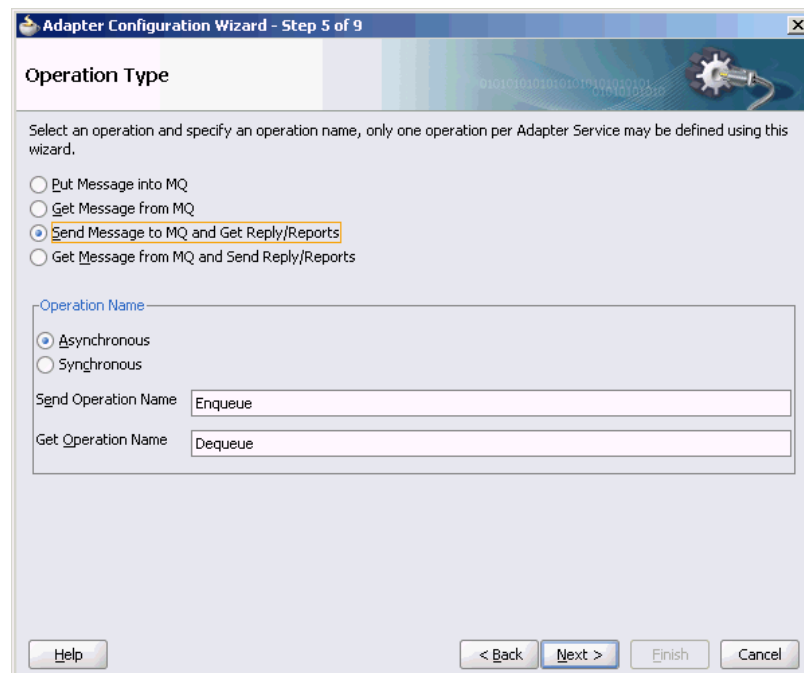 Adapter Configuration Wizard - Step 5 of 9
Operation Type
Select an operation and specify an operation name, only one operation per Adapter Service may be defined using this
wizard.
Put Message into MQ
Get Message from MQ
Send Message to MQ and Get Reply/Reports
Get Message from MQ and Send Reply/Reports
Operation Name
Asynchronous
Synchronous
Send Operation Name Enqueue
Get Operation Name Dequeue
Help < Back Next > Finish Cancel